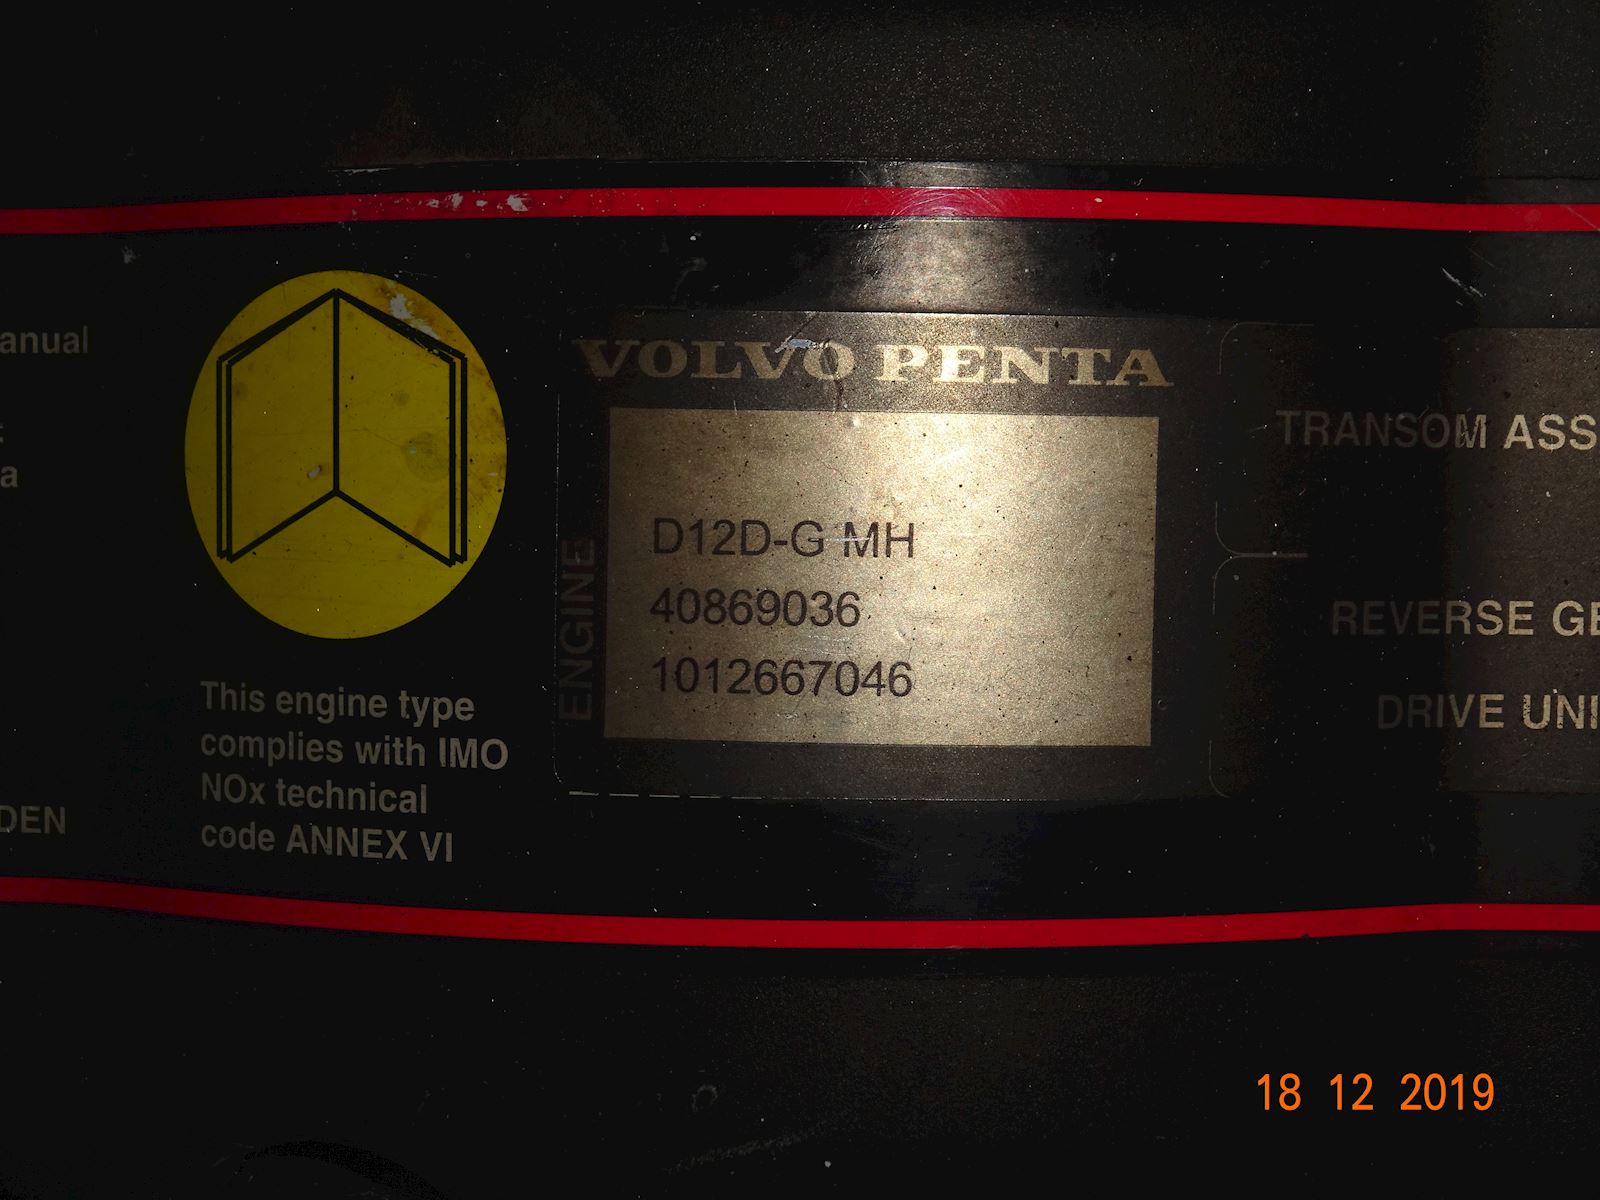 anual
a
DEN
This engine type
complies with IMO
NOx technical
code ANNEX VI
VOLVO PENTA
ENGINE
D12D-G MH
40869036
1012667046
TRANSOM ASS
REVERSE GE
DRIVE UNI
18 12 2019